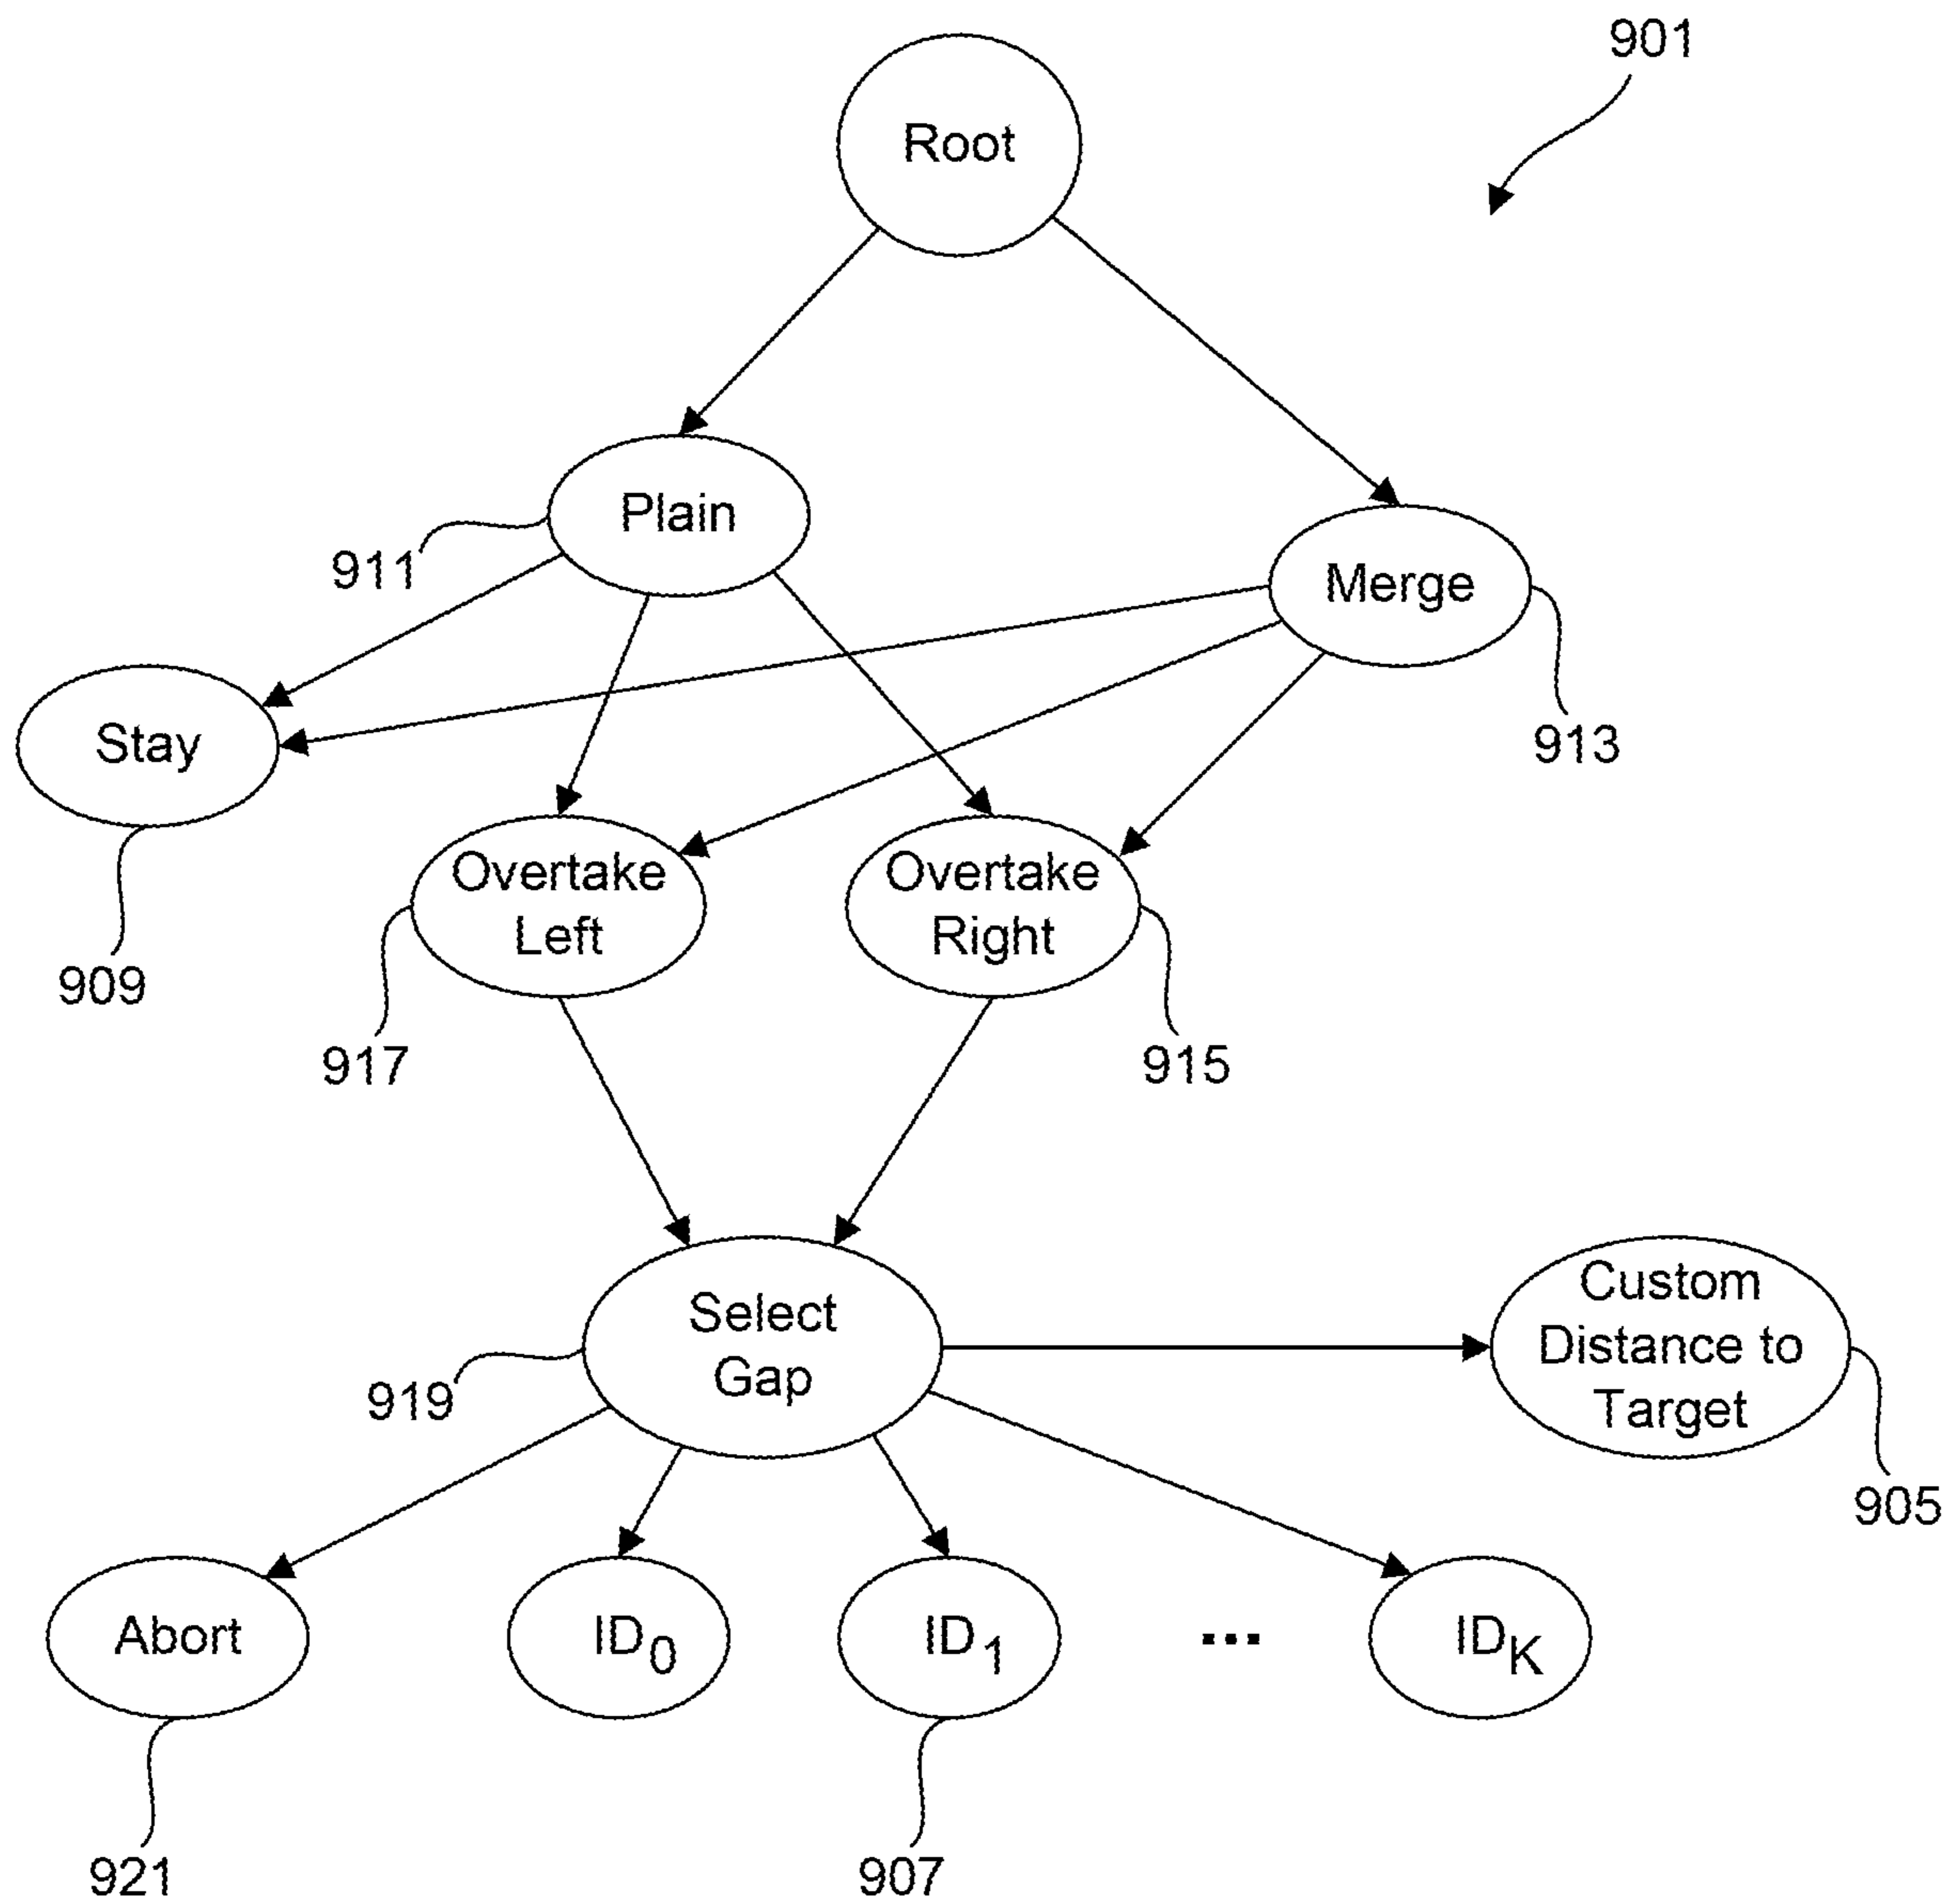 901
Root
Plain
911
Merge
Stay
913
Overtake
Left
Overtake
Right
909
917
915
Select
Gap
919
Custom
Distance to
Target
905
Abort
ID0
ID1
...
IDK
921
907